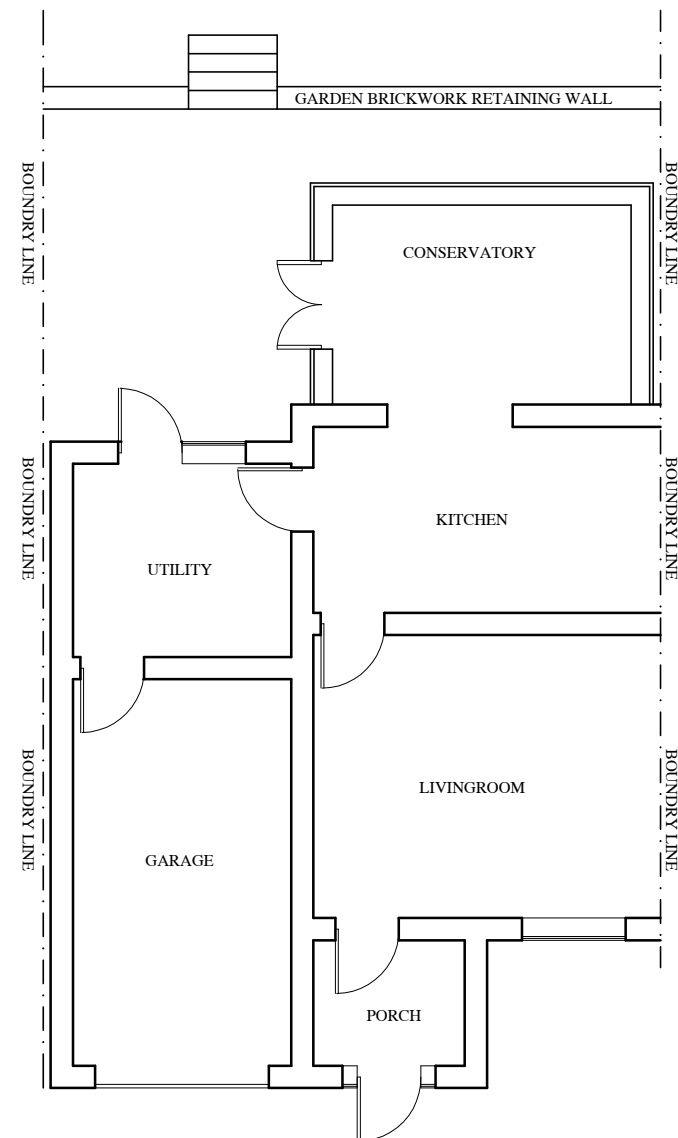 GARDEN BRICKWORK RETAINING WALL
BOUNDRY LINE
BOUNDRY LINE
CONSERVATORY
BOUNDRY LINE
BOUNDRY LINE
KITCHEN
UTILITY
BOUNDRY LINE
BOUNDRY LINE
LIVINGROOM
GARAGE
PORCH